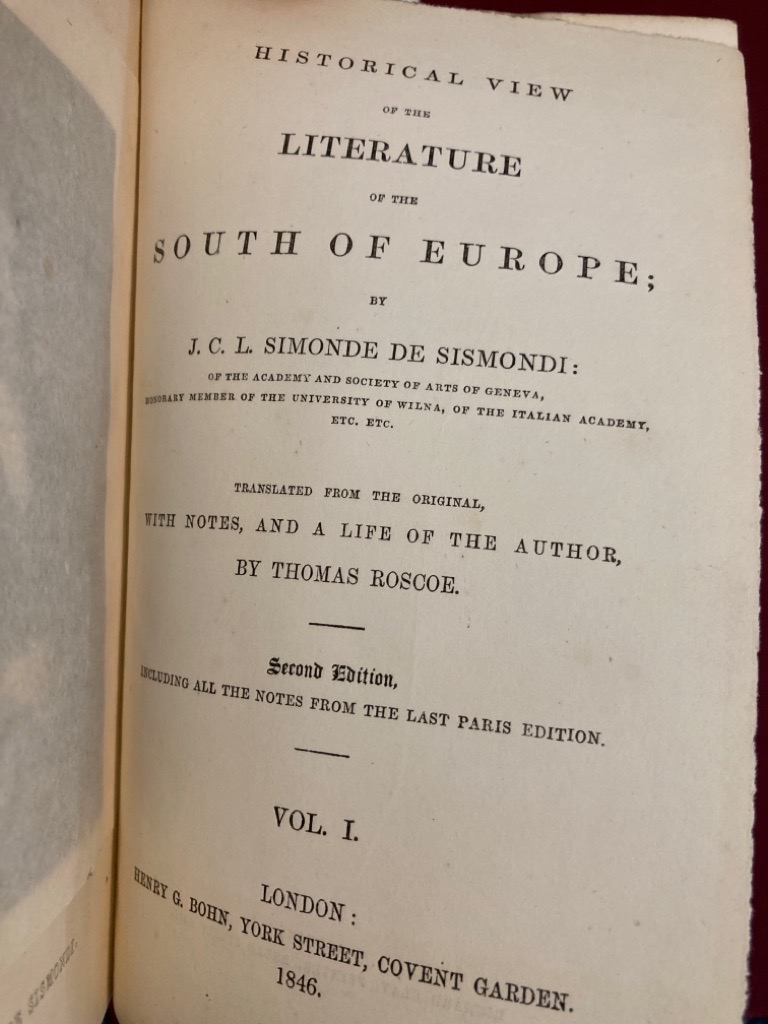 HISTORICAL VIEW
OF THE
LITERATURE
OF THE
SOUTH OF EUROPE;
BY
J. C. L. SIMONDE DE SISMONDI:
OF THE ACADEMY AND SOCIETY OF ARTS OF GENEVA,
HONORARY MEMBER OF THE UNIVERSITY OF WILNA, OF THE ITALIAN ACADEMY,
ETC. ETC.
TRANSLATED FROM THE ORIGINAL,
WITH NOTES, AND A LIFE OF THE AUTHOR,
BY THOMAS ROSCOE.
Second Edition,
INCLUDING ALL THE NOTES FROM THE LAST PARIS EDITION.
VOL. I.
LONDON:
HENRY G. BOHN, YORK STREET, COVENT GARDEN.
1846.
SISMONDI.